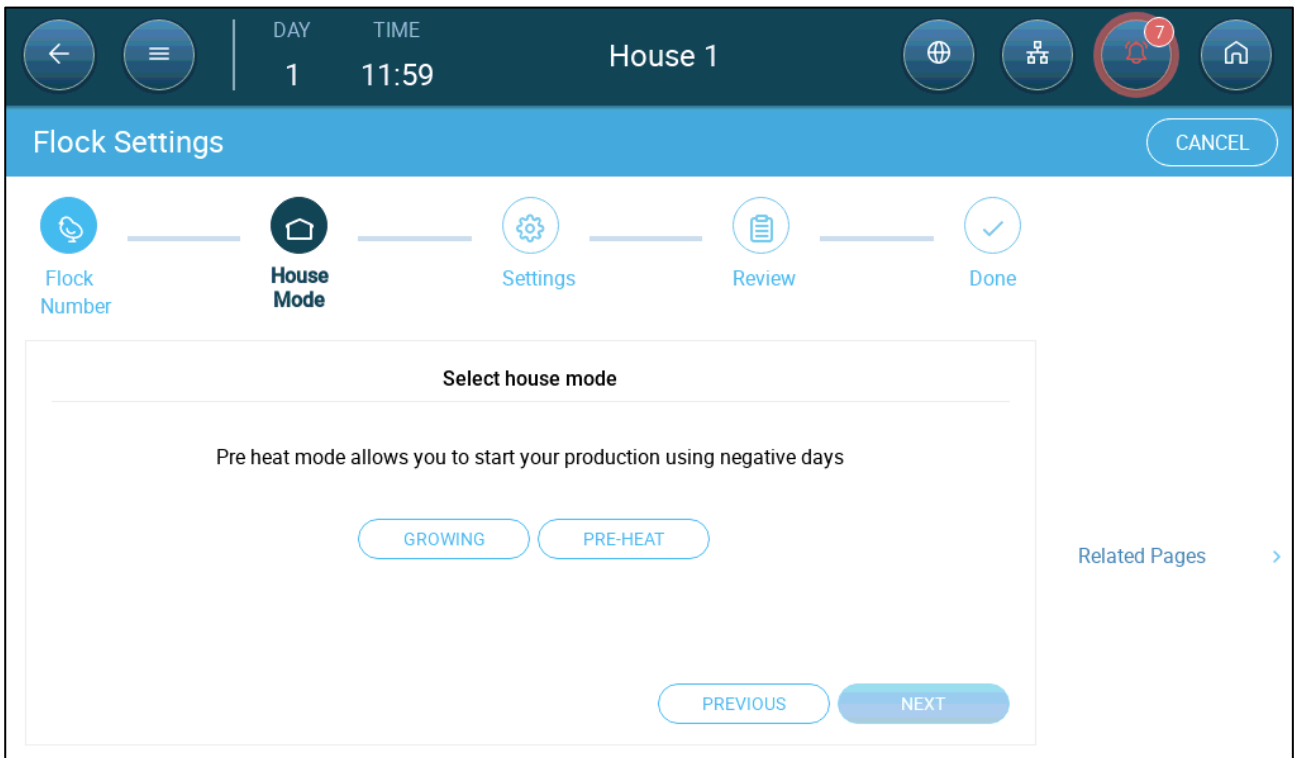 DAY TIME
1 11:59
House 1
7
Flock Settings
CANCEL
Flock
Number
House
Mode
Settings
Review
Done
Select house mode
Pre heat mode allows you to start your production using negative days
GROWING PRE-HEAT
Related Pages
PREVIOUS NEXT